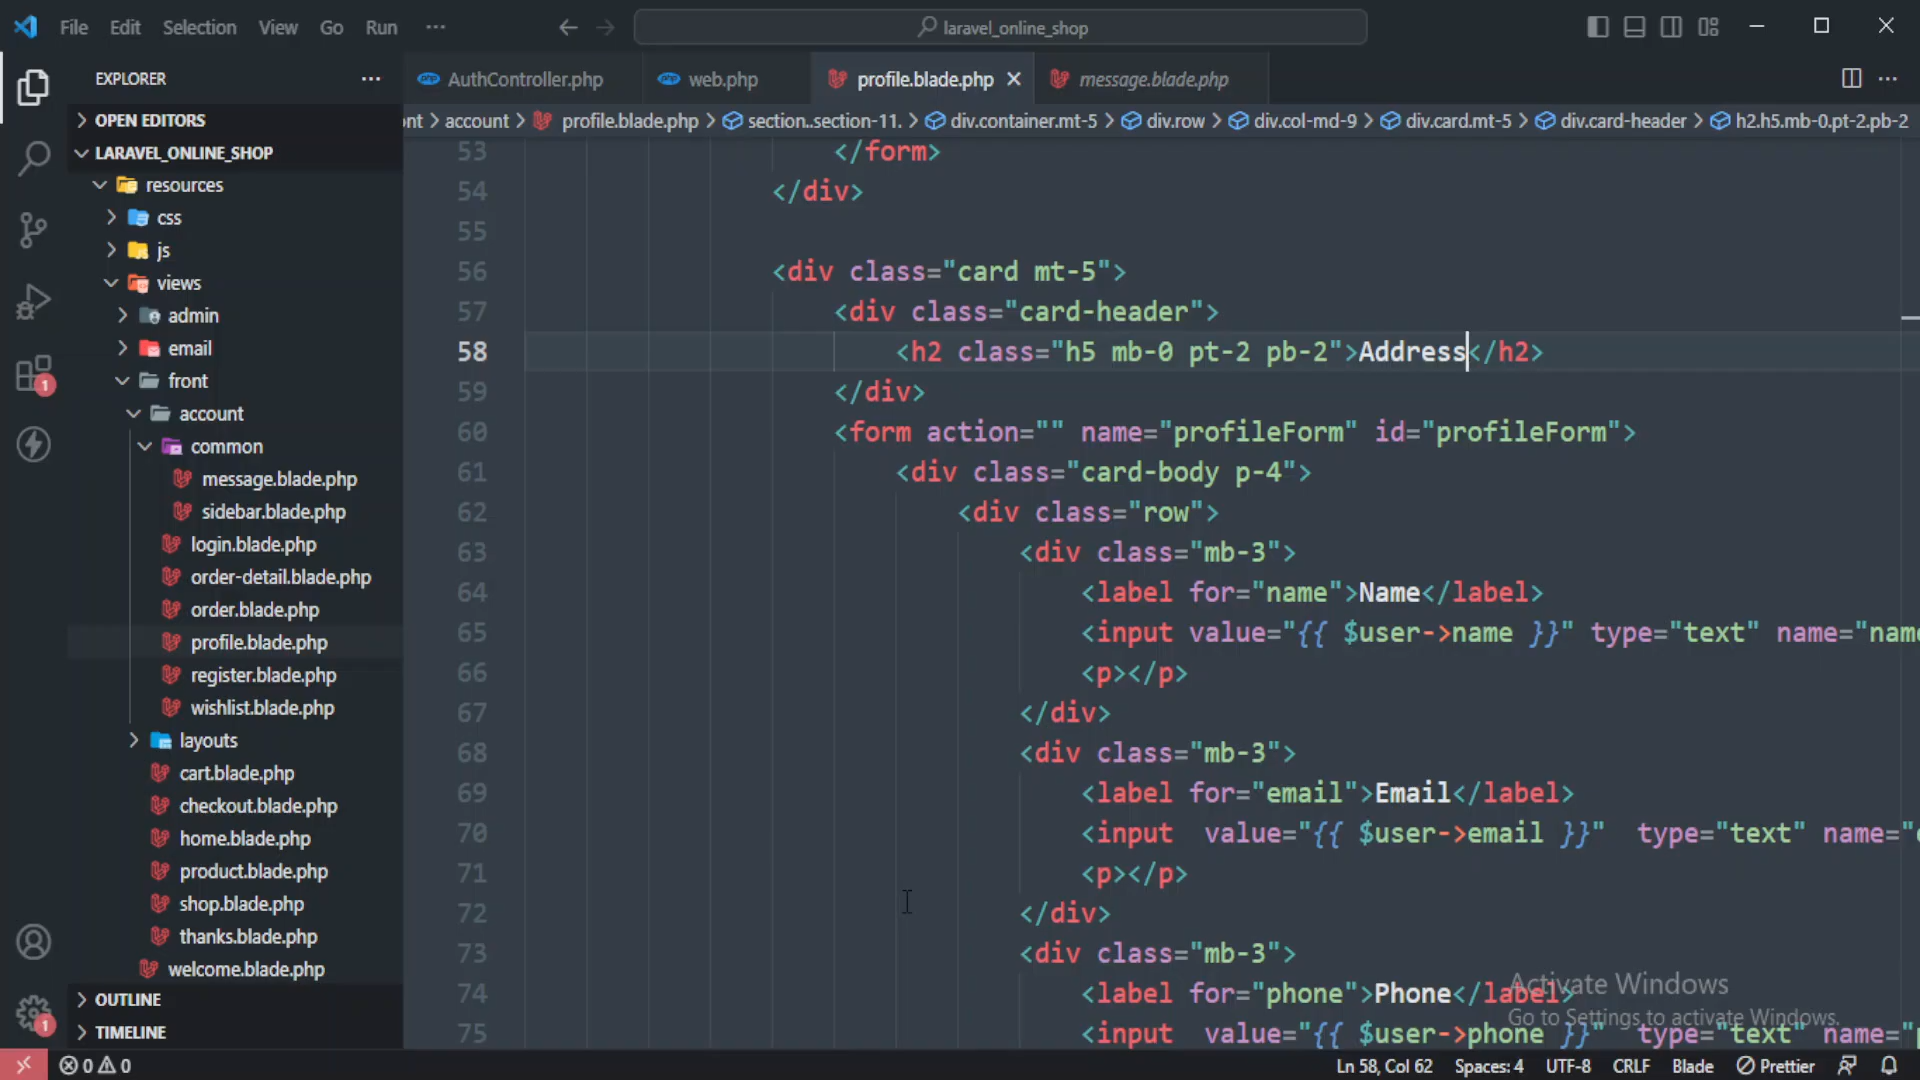 File Edit Selection View Go Run ··· laravel_online_shop
EXPLORER
OPEN EDITORS
LARAVEL_ONLINE_SHOP
resources
css
js
views
admin
email
front
account
common
message.blade.php
sidebar.blade.php
login.blade.php
order-detail.blade.php
order.blade.php
profile.blade.php
register.blade.php
wishlist.blade.php
layouts
cart.blade.php
checkout.blade.php
home.blade.php
product.blade.php
shop.blade.php
thanks.blade.php
welcome.blade.php
OUTLINE
TIMELINE
1
1
AuthController.php web.php profile.blade.php message.blade.php
nt > account > profile.blade.php > section..section-11. > div.container.mt-5 > div.row > div.col-md-9 > div.card.mt-5 > div.card-header > h2.h5.mb-0.pt-2.pb-2
53 </form>
54 </div>
55
56 <div class="card mt-5">
57 <div class="card-header">
58 <h2 class="h5 mb-0 pt-2 pb-2">Address</h2>
59 </div>
60 <form action="" name="profileForm" id="profileForm">
61 <div class="card-body p-4">
62 <div class="row">
63 <div class="mb-3">
64 <label for="name">Name</label>
65 <input value="{{ $user->name }}" type="text" name="nam
66 <p></p>
67 </div>
68 <div class="mb-3">
69 <label for="email">Email</label>
70 <input  value="{{ $user->email }}"  type="text" name="
71 <p></p>
72 </div>
73 <div class="mb-3">
74 <label for="phone">Phone</label>
75 <input  value="{{ $user->phone }}"  type="text" name="
Activate Windows
Go to Settings to activate Windows.
0 0 Ln 58, Col 62 Spaces: 4 UTF-8 CRLF Blade Prettier